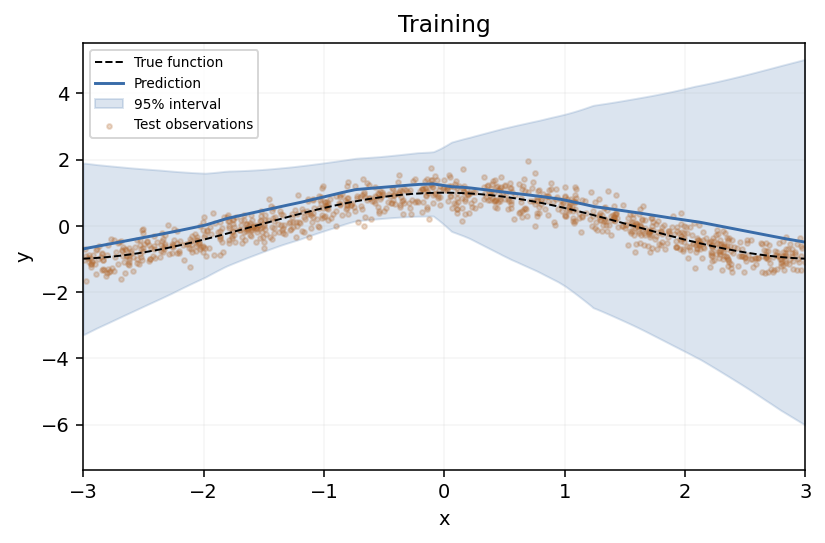 Training
True function
Prediction
95% interval
Test observations
4
2
0
−2
−4
−6
y
−3 −2 −1 0 1 2 3
x